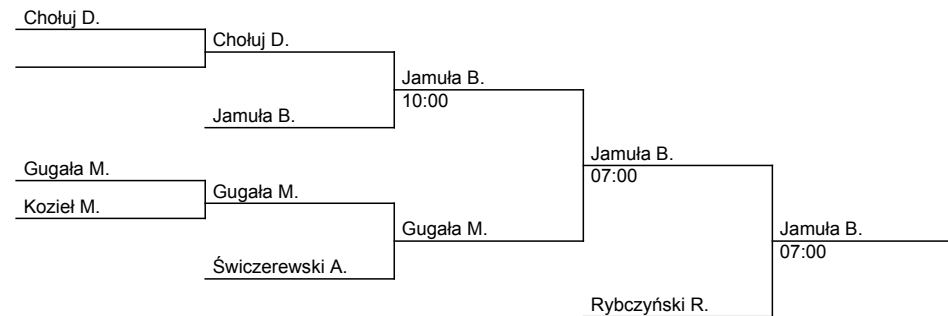 Chołuj D.
Chołuj D.
Jamuła B.
10:00
Jamuła B.
Jamuła B.
07:00
Gugała M.
Gugała M.
Kozieł M.
Gugała M.
Jamuła B.
07:00
Świczerewski A.
Rybczyński R.